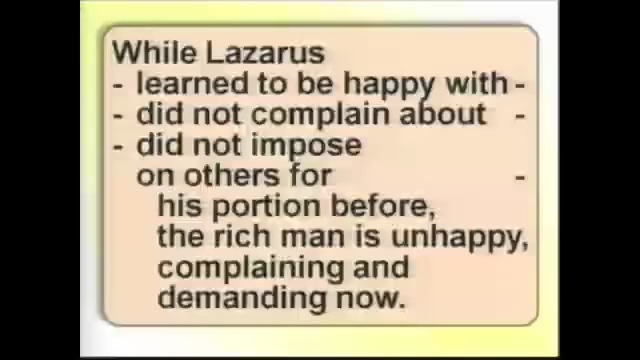 While Lazarus
- learned to be happy with -
- did not complain about -
- did not impose
on others for -
his portion before,
the rich man is unhappy,
complaining and
demanding now.